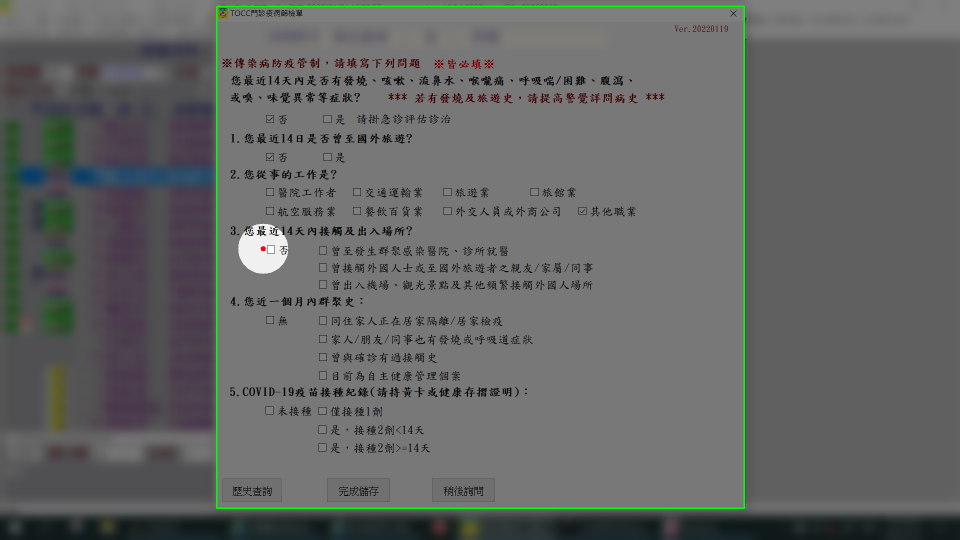 TOCC門診疫病篩檢單
Ver.20220119
※傳染病防疫管制,請填寫下列問題 ※皆必填※
您最近14天內是否有發燒、咳嗽、流鼻水、喉嚨痛、呼吸喘/困難、腹瀉、
或嗅、味覺異常等症狀? *** 若有發燒及旅遊史,請提高警覺詳問病史 ***
否 是 請掛急診評估診治
1.您最近14日是否曾至國外旅遊?
否 是
2.您從事的工作是?
醫院工作者 交通運輸業 旅遊業 旅館業
航空服務業 餐飲百貨業 外交人員或外商公司 其他職業
3.您最近14天內接觸及出入場所?
否 曾至發生群聚感染醫院、診所就醫
曾接觸外國人士或至國外旅遊者之親友/家屬/同事
曾出入機場、觀光景點及其他頻繁接觸外國人場所
4.您近一個月內群聚史:
無 同住家人正在居家隔離/居家檢疫
家人/朋友/同事也有發燒或呼吸道症狀
曾與確診有過接觸史
目前為自主健康管理個案
5.COVID-19疫苗接種紀錄(請持黃卡或健康存摺證明):
未接種 僅接種1劑
是,接種2劑<14天
是,接種2劑>=14天
歷史查詢 完成儲存 稍後詢問